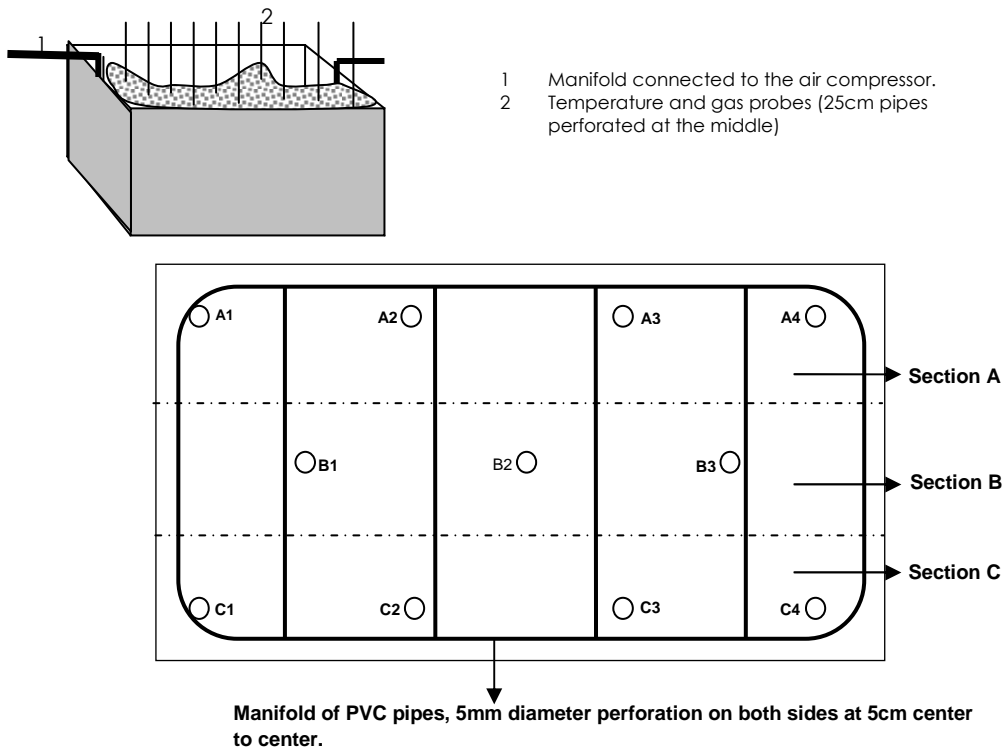 2
1
1 Manifold connected to the air compressor.
2 Temperature and gas probes (25cm pipes
perforated at the middle)
A1 A2 A3 A4
Section A
B1 B2 B3
Section B
Section C
C1 C2 C3 C4
Manifold of PVC pipes, 5mm diameter perforation on both sides at 5cm center
to center.